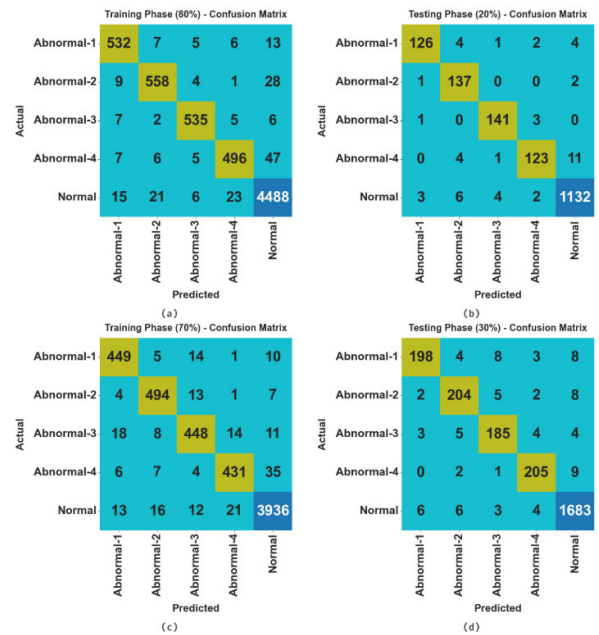 Training Phase (80%) - Confusion Matrix
Abnormal-1 532 7 5 6 13
Abnormal-2 9 558 4 1 28
Abnormal-3 7 2 535 5 6
Abnormal-4 7 6 5 496 47
Normal 15 21 6 23 4488
Actual
Abnormal-1 Abnormal-2 Abnormal-3 Abnormal-4 Normal
Predicted
(a)
Testing Phase (20%) - Confusion Matrix
Abnormal-1 126 4 1 2 4
Abnormal-2 1 137 0 0 2
Abnormal-3 1 0 141 3 0
Abnormal-4 0 4 1 123 11
Normal 3 6 4 2 1132
Actual
Abnormal-1 Abnormal-2 Abnormal-3 Abnormal-4 Normal
Predicted
(b)
Training Phase (70%) - Confusion Matrix
Abnormal-1 449 5 14 1 10
Abnormal-2 4 494 13 1 7
Abnormal-3 18 8 448 14 11
Abnormal-4 6 7 4 431 35
Normal 13 16 12 21 3936
Actual
Abnormal-1 Abnormal-2 Abnormal-3 Abnormal-4 Normal
Predicted
(c)
Testing Phase (30%) - Confusion Matrix
Abnormal-1 198 4 8 3 8
Abnormal-2 2 204 5 2 8
Abnormal-3 3 5 185 4 4
Abnormal-4 0 2 1 205 9
Normal 6 6 3 4 1683
Actual
Abnormal-1 Abnormal-2 Abnormal-3 Abnormal-4 Normal
Predicted
(d)